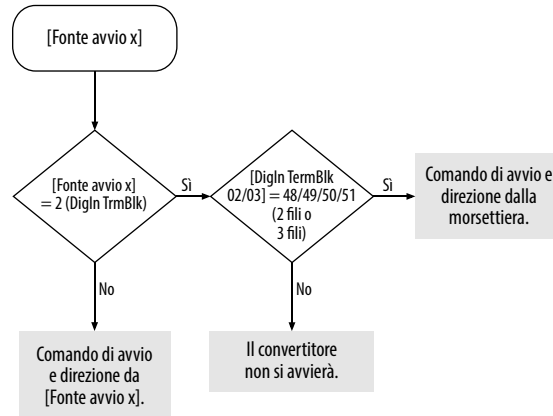 [Fonte avvio x]
[Fonte avvio x]
= 2 (DigIn TrmBlk)
Sì
[DigIn TermBlk
02/03] = 48/49/50/51
(2 fili o
3 fili)
Sì
Comando di avvio e
direzione dalla
morsettiera.
No
No
Comando di avvio
e direzione da
[Fonte avvio x].
Il convertitore
non si avvierà.